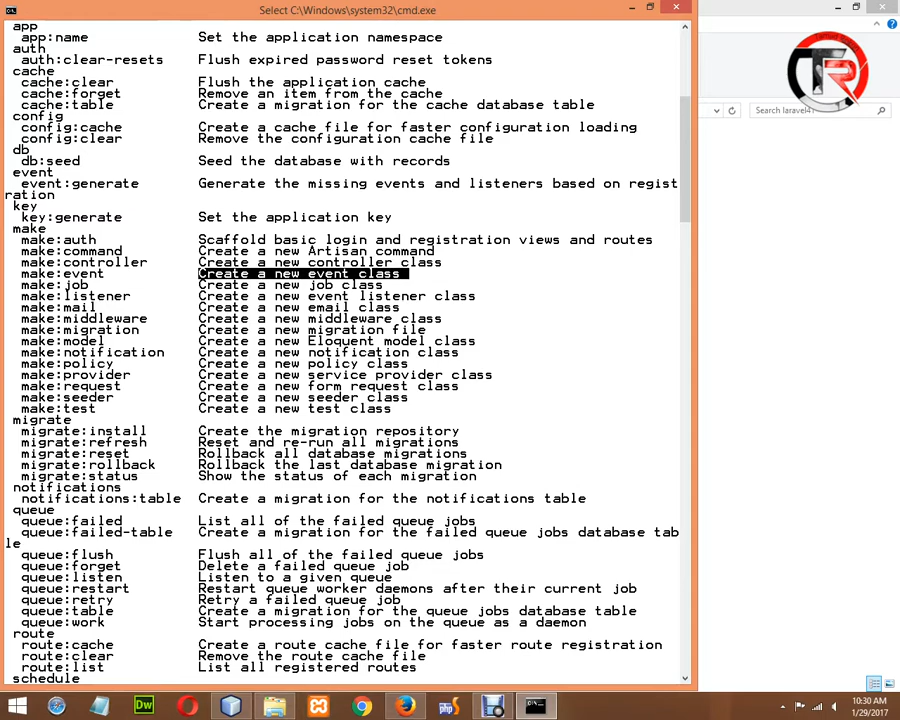 Select C:\Windows\system32\cmd.exe
app
app:name Set the application namespace
auth
auth:clear-resets Flush expired password reset tokens
cache
cache:clear Flush the application cache
cache:forget Remove an item from the cache
cache:table Create a migration for the cache database table
config
config:cache Create a cache file for faster configuration loading
config:clear Remove the configuration cache file
db
db:seed Seed the database with records
event
event:generate Generate the missing events and listeners based on regist
ration
key
key:generate Set the application key
make
make:auth Scaffold basic login and registration views and routes
make:command Create a new Artisan command
make:controller Create a new controller class
make:event Create a new event class
make:job Create a new job class
make:listener Create a new event listener class
make:mail Create a new email class
make:middleware Create a new middleware class
make:migration Create a new migration file
make:model Create a new Eloquent model class
make:notification Create a new notification class
make:policy Create a new policy class
make:provider Create a new service provider class
make:request Create a new form request class
make:seeder Create a new seeder class
make:test Create a new test class
migrate
migrate:install Create the migration repository
migrate:refresh Reset and re-run all migrations
migrate:reset Rollback all database migrations
migrate:rollback Rollback the last database migration
migrate:status Show the status of each migration
notifications
notifications:table Create a migration for the notifications table
queue
queue:failed List all of the failed queue jobs
queue:failed-table Create a migration for the failed queue jobs database tab
le
queue:flush Flush all of the failed queue jobs
queue:forget Delete a failed queue job
queue:listen Listen to a given queue
queue:restart Restart queue worker daemons after their current job
queue:retry Retry a failed queue job
queue:table Create a migration for the queue jobs database table
queue:work Start processing jobs on the queue as a daemon
route
route:cache Create a route cache file for faster route registration
route:clear Remove the route cache file
route:list List all registered routes
schedule
TR
Search laravel4
Dw
php
10:30 AM
1/29/2017